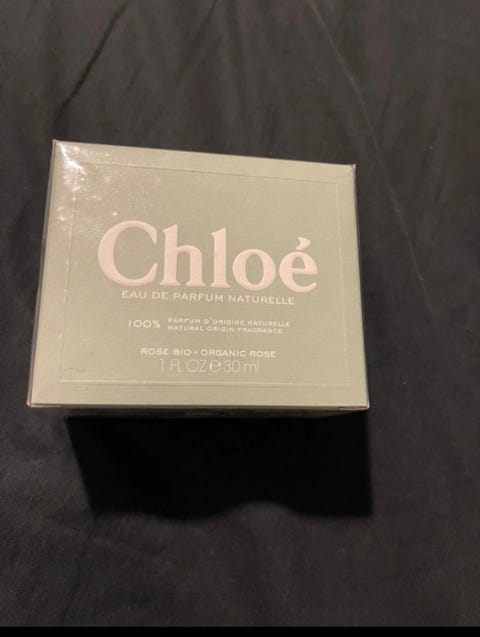 Chloé
EAU DE PARFUM NATURELLE
100% PARFUM D'ORIGINE NATURELLE
NATURAL ORIGIN FRAGRANCE
ROSE BIO • ORGANIC ROSE
1 FL OZ ℮ 30 ml